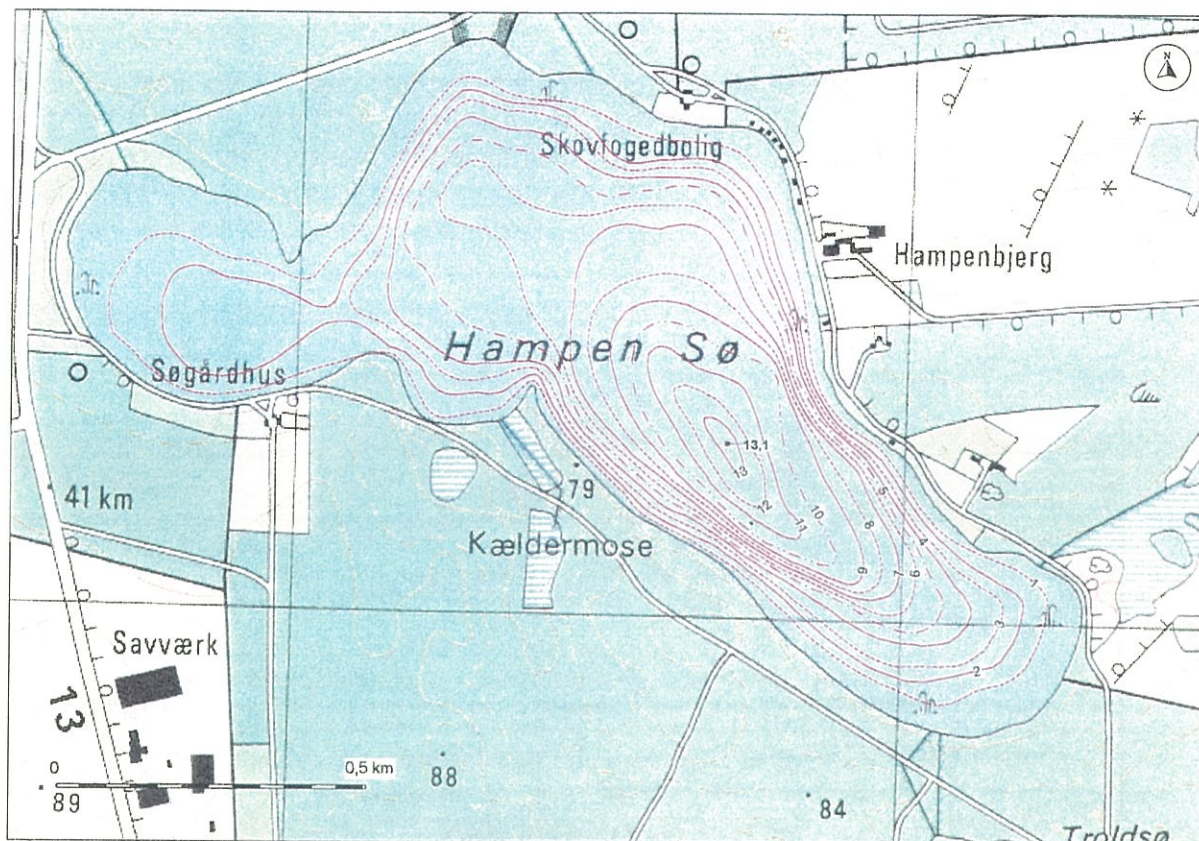 N
Skovfogedbolig
Hampenbjerg
Hampen Sø
Søgårdhus
13,1
13
41 km
79
12
11
10
8
5
4
Kældermose
9
7
6
1
3
2
Savværk
13
0
0,5 km
88
89
84
Troldsø